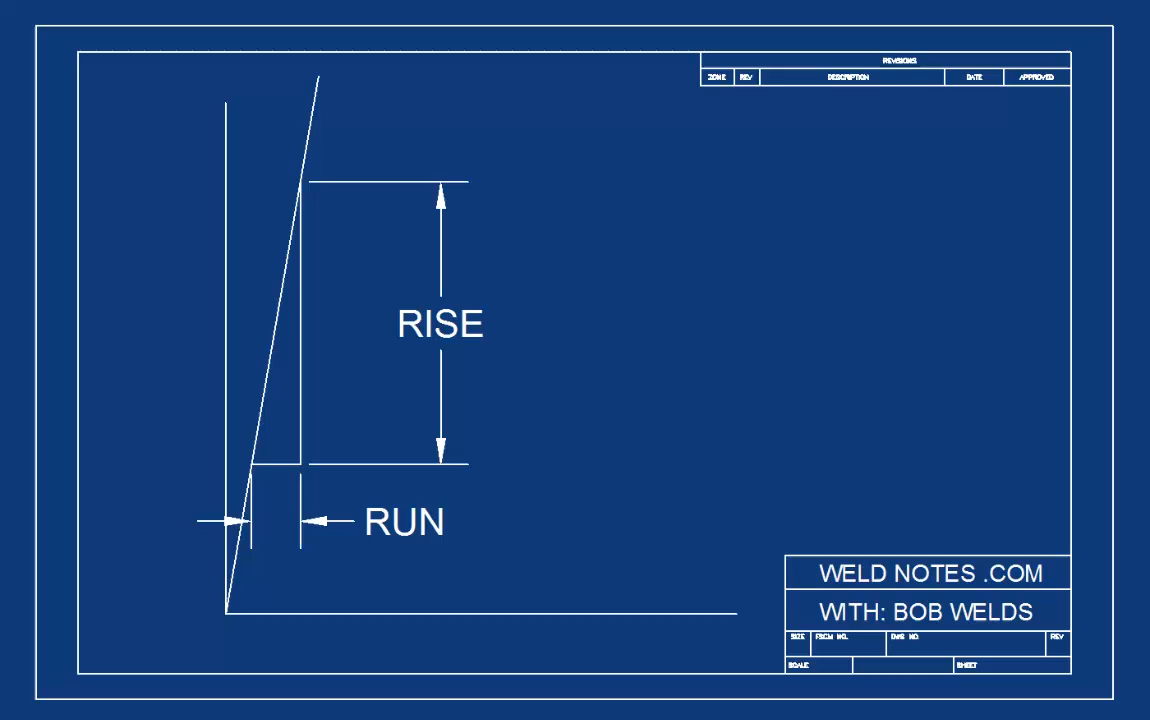 REVISIONS
ZONE REV DESCRIPTION DATE APPROVED
RISE
RUN
WELD NOTES .COM
WITH: BOB WELDS
SIZE FSCM NO. DWG NO. REV
SCALE SHEET